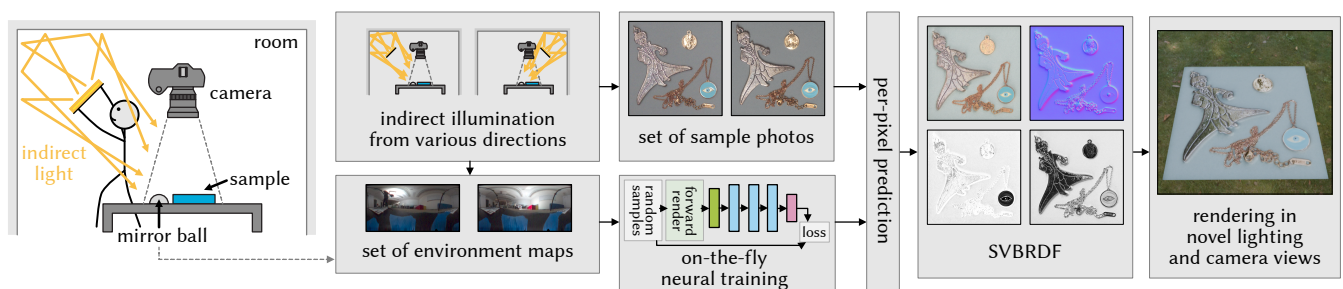 room
camera
indirect
light
sample
mirror ball
indirect illumination
from various directions
set of environment maps
set of sample photos
random
samples
forward
render
loss
on-the-fly
neural training
per-pixel prediction
SVBRDF
rendering in
novel lighting
and camera views